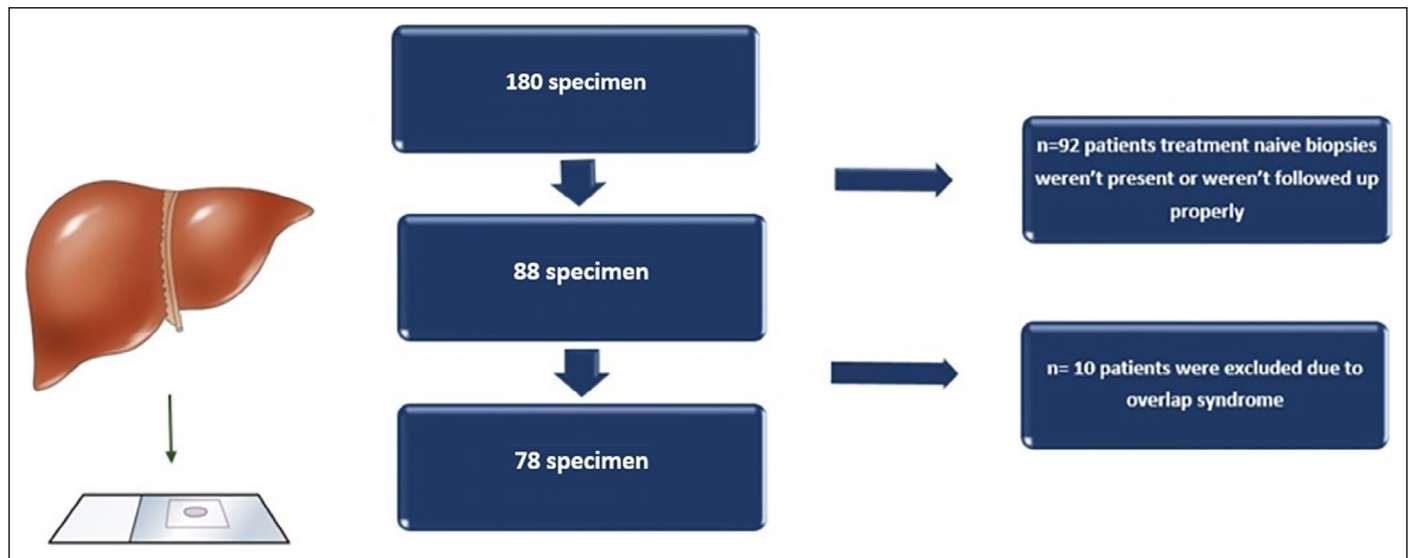 180 specimen
n=92 patients treatment naive biopsies
weren’t present or weren’t followed up
properly
88 specimen
n= 10 patients were excluded due to
overlap syndrome
78 specimen